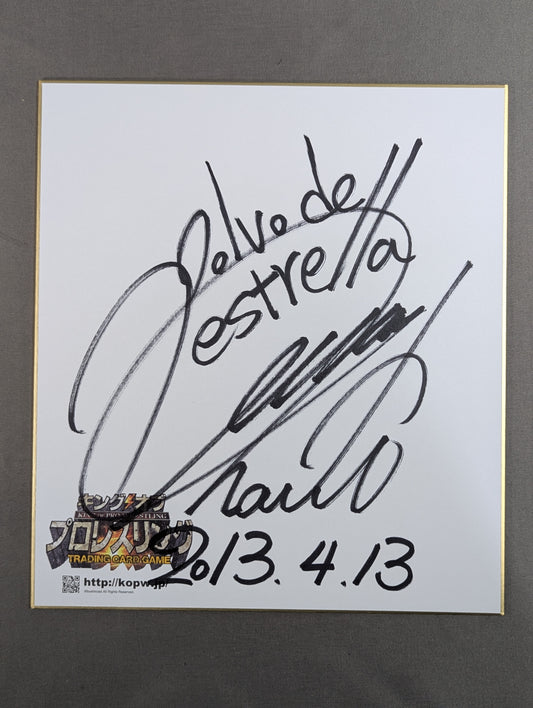 Polvo de
estrella
Naito
2013.4.13
キング・オブ
KING OF PRO-WRESTLING
プロレスリング
TRADING CARD GAME
http://kopw.jp/